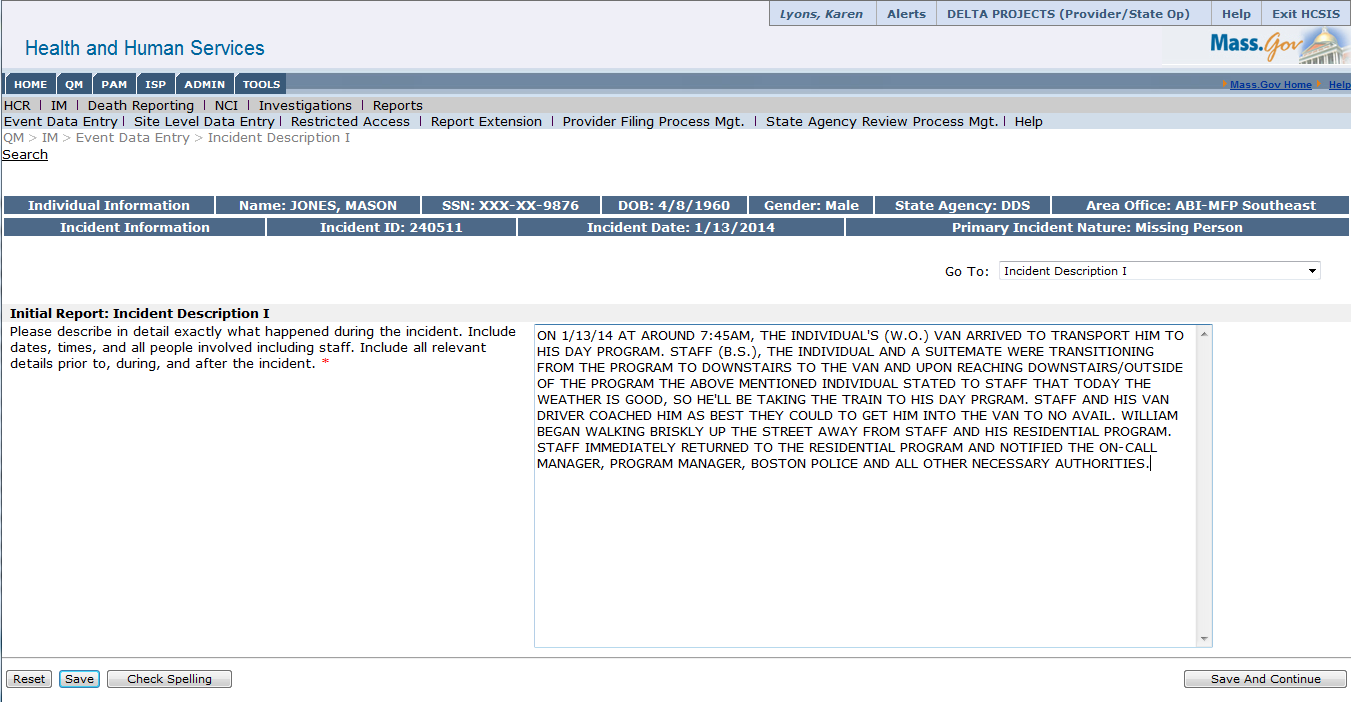 Lyons, Karen Alerts DELTA PROJECTS (Provider/State Op) Help Exit HCSIS
Health and Human Services
Mass.Gov
HOME QM PAM ISP ADMIN TOOLS
Mass.Gov Home Help
HCR | IM | Death Reporting | NCI | Investigations | Reports
Event Data Entry | Site Level Data Entry | Restricted Access | Report Extension | Provider Filing Process Mgt. | State Agency Review Process Mgt. | Help
QM > IM > Event Data Entry > Incident Description I
Search
Individual Information Name: JONES, MASON SSN: XXX-XX-9876 DOB: 4/8/1960 Gender: Male State Agency: DDS Area Office: ABI-MFP Southeast
Incident Information Incident ID: 240511 Incident Date: 1/13/2014 Primary Incident Nature: Missing Person
Go To: Incident Description I
Initial Report: Incident Description I
Please describe in detail exactly what happened during the incident. Include
dates, times, and all people involved including staff. Include all relevant
details prior to, during, and after the incident. *
ON 1/13/14 AT AROUND 7:45AM, THE INDIVIDUAL'S (W.O.) VAN ARRIVED TO TRANSPORT HIM TO
HIS DAY PROGRAM. STAFF (B.S.), THE INDIVIDUAL AND A SUITEMATE WERE TRANSITIONING
FROM THE PROGRAM TO DOWNSTAIRS TO THE VAN AND UPON REACHING DOWNSTAIRS/OUTSIDE
OF THE PROGRAM THE ABOVE MENTIONED INDIVIDUAL STATED TO STAFF THAT TODAY THE
WEATHER IS GOOD, SO HE'LL BE TAKING THE TRAIN TO HIS DAY PRGRAM. STAFF AND HIS VAN
DRIVER COACHED HIM AS BEST THEY COULD TO GET HIM INTO THE VAN TO NO AVAIL. WILLIAM
BEGAN WALKING BRISKLY UP THE STREET AWAY FROM STAFF AND HIS RESIDENTIAL PROGRAM.
STAFF IMMEDIATELY RETURNED TO THE RESIDENTIAL PROGRAM AND NOTIFIED THE ON-CALL
MANAGER, PROGRAM MANAGER, BOSTON POLICE AND ALL OTHER NECESSARY AUTHORITIES.
Reset Save Check Spelling Save And Continue